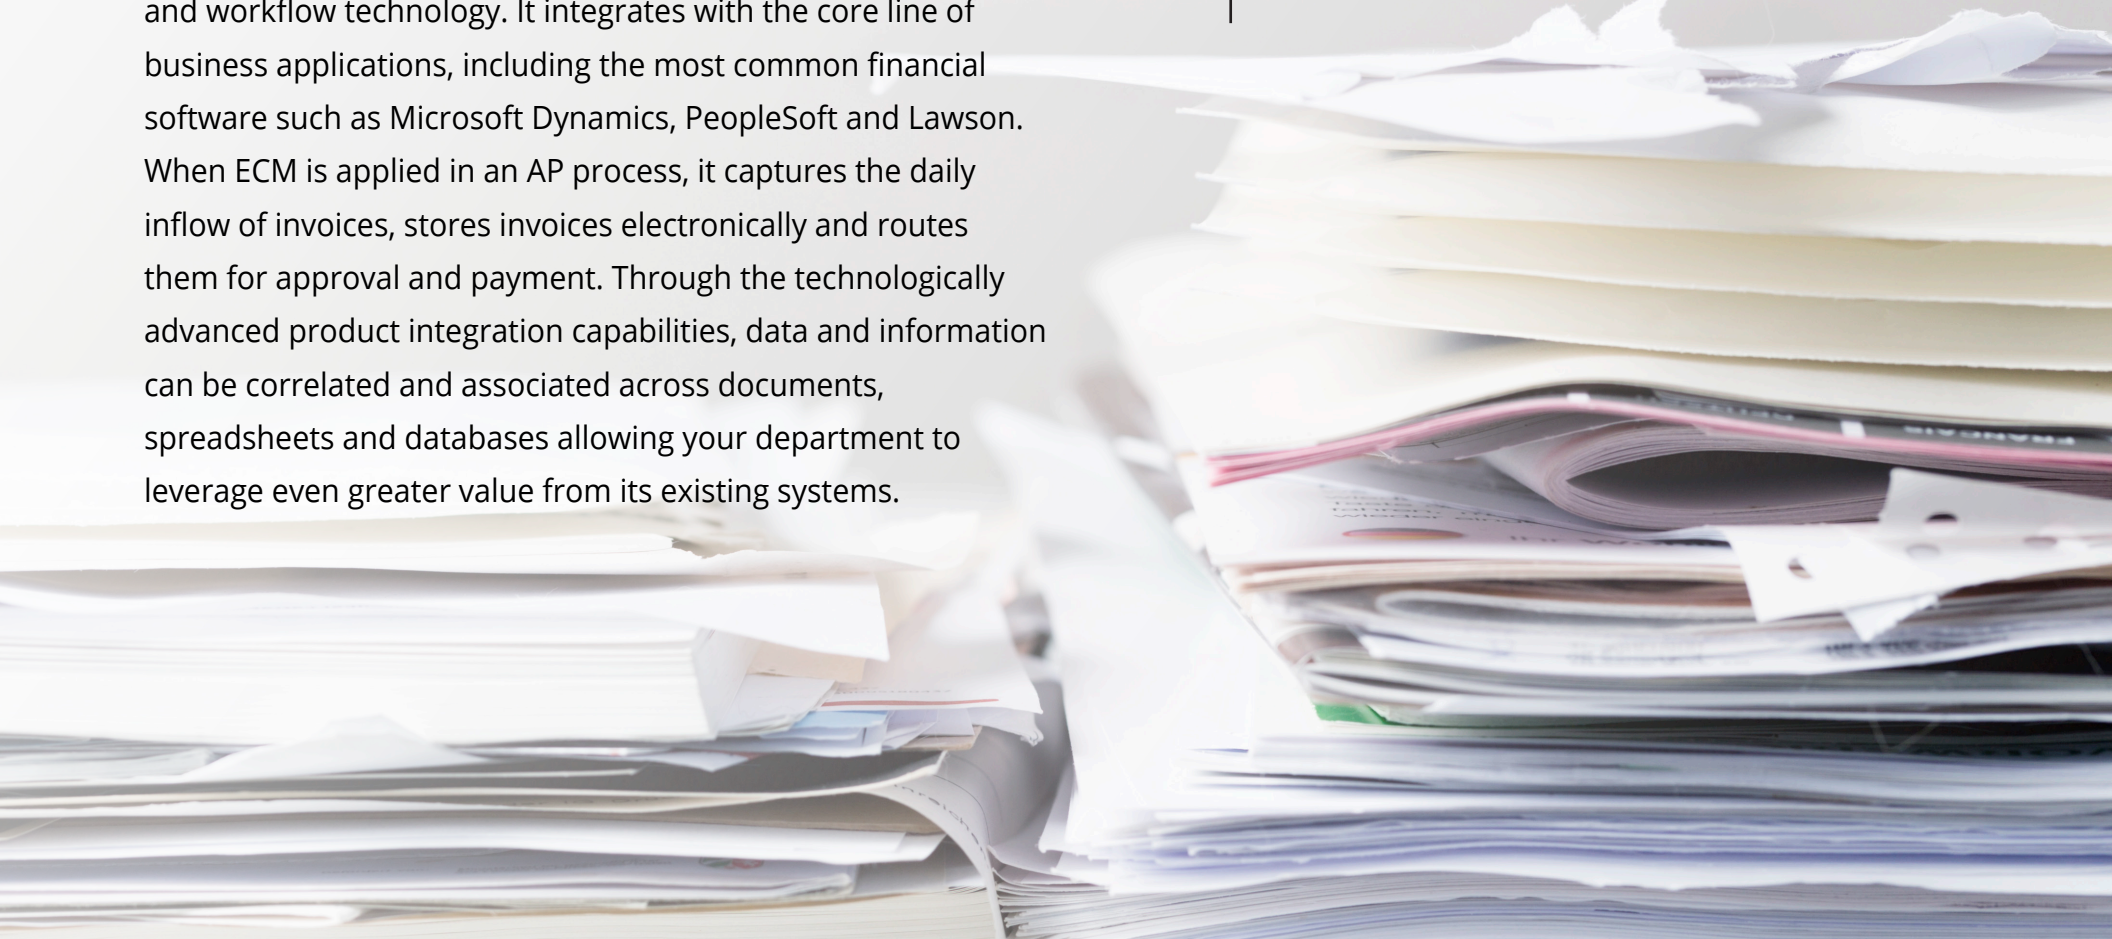 and workflow technology. It integrates with the core line of
business applications, including the most common financial
software such as Microsoft Dynamics, PeopleSoft and Lawson.
When ECM is applied in an AP process, it captures the daily
inflow of invoices, stores invoices electronically and routes
them for approval and payment. Through the technologically
advanced product integration capabilities, data and information
can be correlated and associated across documents,
spreadsheets and databases allowing your department to
leverage even greater value from its existing systems.